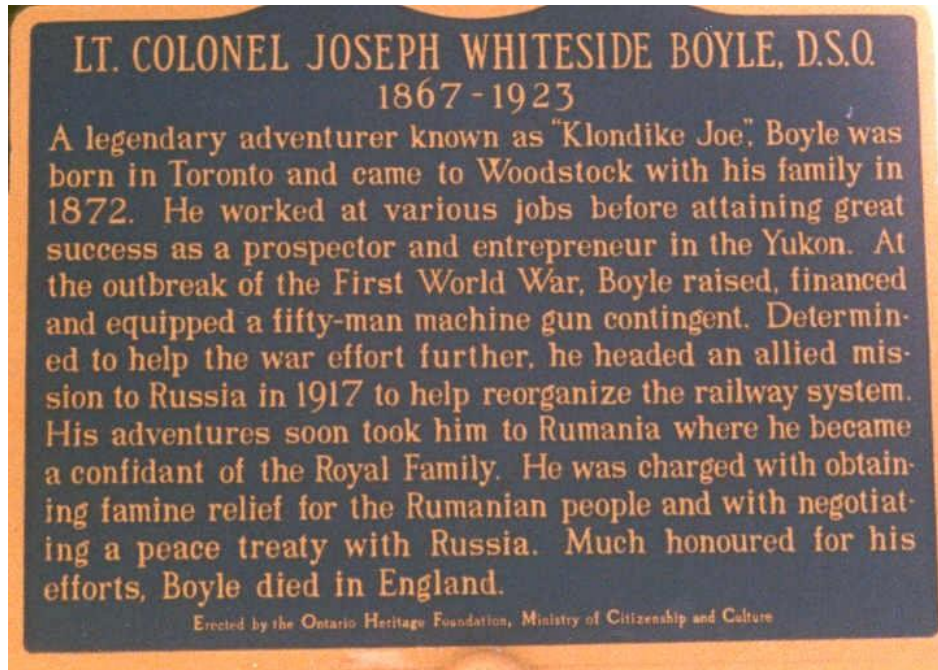 LT. COLONEL JOSEPH WHITESIDE BOYLE, D.S.O.
1867-1923
A legendary adventurer known as "Klondike Joe", Boyle was
born in Toronto and came to Woodstock with his family in
1872. He worked at various jobs before attaining great
success as a prospector and entrepreneur in the Yukon. At
the outbreak of the First World War, Boyle raised, financed
and equipped a fifty-man machine gun contingent. Determin-
ed to help the war effort further, he headed an allied mis-
sion to Russia in 1917 to help reorganize the railway system.
His adventures soon took him to Rumania where he became
a confidant of the Royal Family. He was charged with obtain-
ing famine relief for the Rumanian people and with negotiat-
ing a peace treaty with Russia. Much honoured for his
efforts, Boyle died in England.
Erected by the Ontario Heritage Foundation, Ministry of Citizenship and Culture